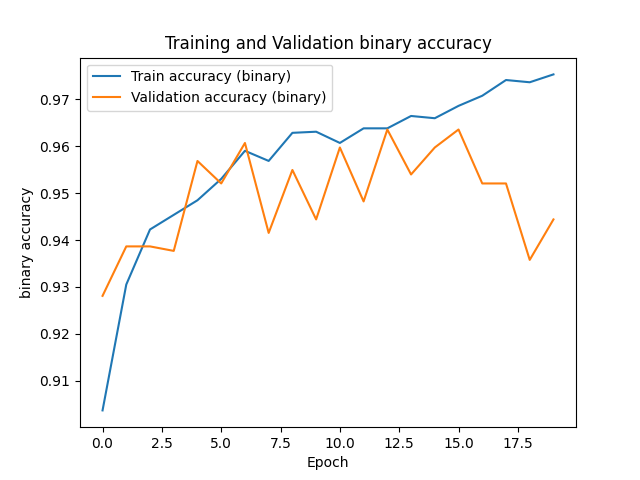 Training and Validation binary accuracy
Train accuracy (binary)
Validation accuracy (binary)
binary accuracy
0.97
0.96
0.95
0.94
0.93
0.92
0.91
0.0 2.5 5.0 7.5 10.0 12.5 15.0 17.5
Epoch